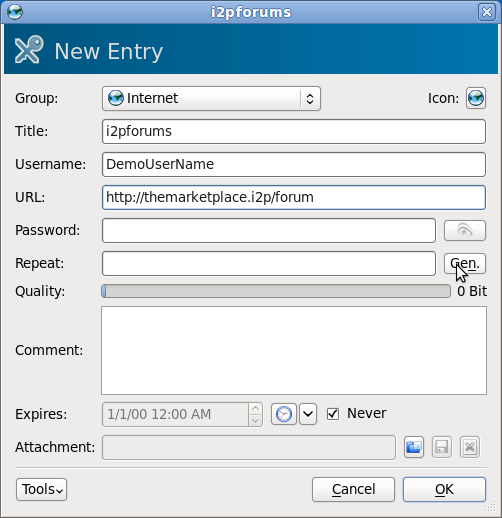 i2pforums
New Entry
Group: Internet Icon:
Title: i2pforums
Username: DemoUserName
URL: http://themarketplace.i2p/forum
Password:
Repeat: Gen.
Quality: 0 Bit
Comment:
Expires: 1/1/00 12:00 AM Never
Attachment:
Tools Cancel OK